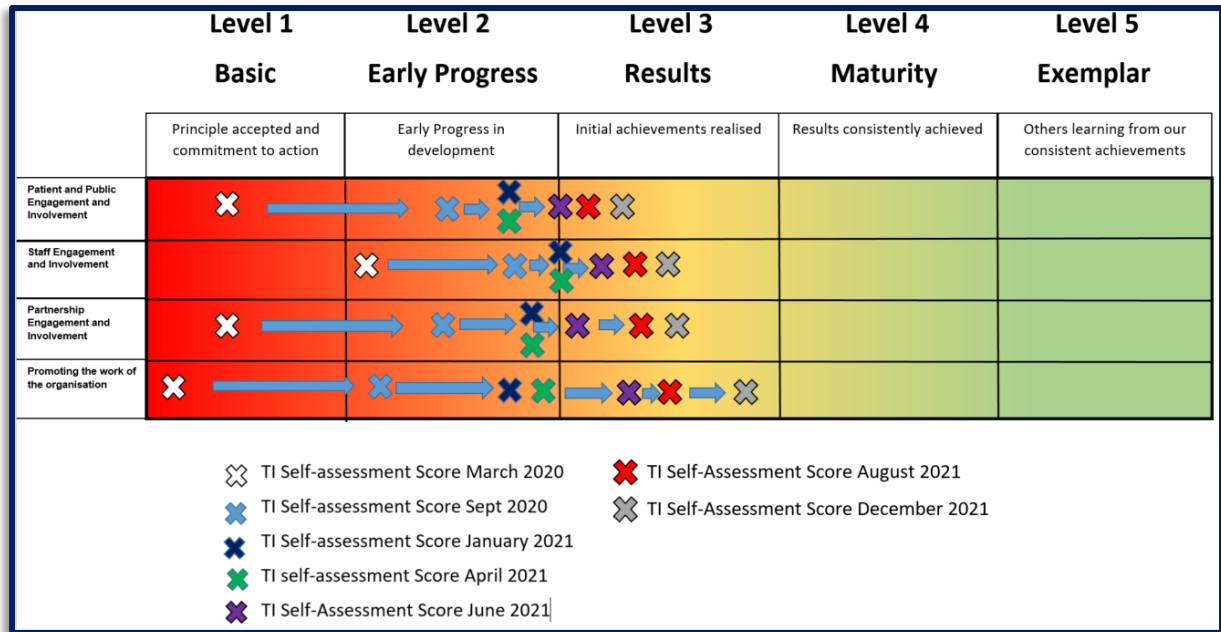 Level 1 Level 2 Level 3 Level 4 Level 5
Basic Early Progress Results Maturity Exemplar
Principle accepted and
commitment to action
Early Progress in
development
Initial achievements realised
Results consistently achieved
Others learning from our
consistent achievements
Patient and Public
Engagement and
Involvement
Staff Engagement
and Involvement
Partnership
Engagement and
Involvement
Promoting the work of
the organisation
TI Self-assessment Score March 2020
TI Self-assessment Score Sept 2020
TI Self-assessment Score January 2021
TI self-assessment Score April 2021
TI Self-Assessment Score June 2021
TI Self-Assessment Score August 2021
TI Self-Assessment Score December 2021